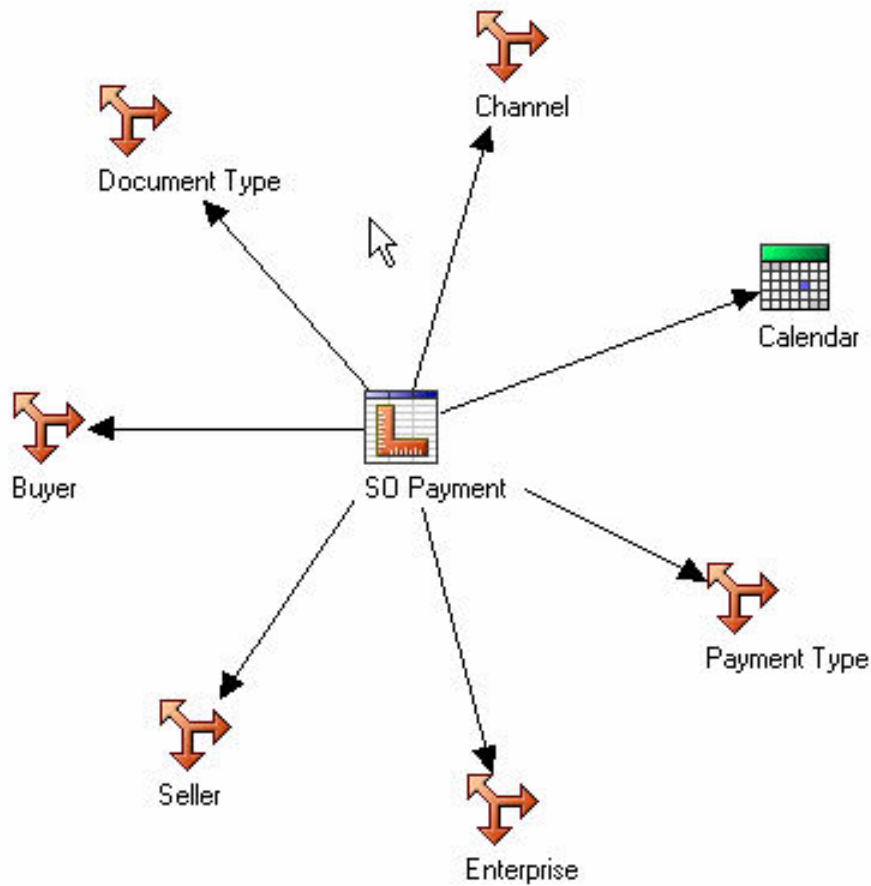 Channel
Document Type
Calendar
Buyer
SO Payment
Payment Type
Seller
Enterprise